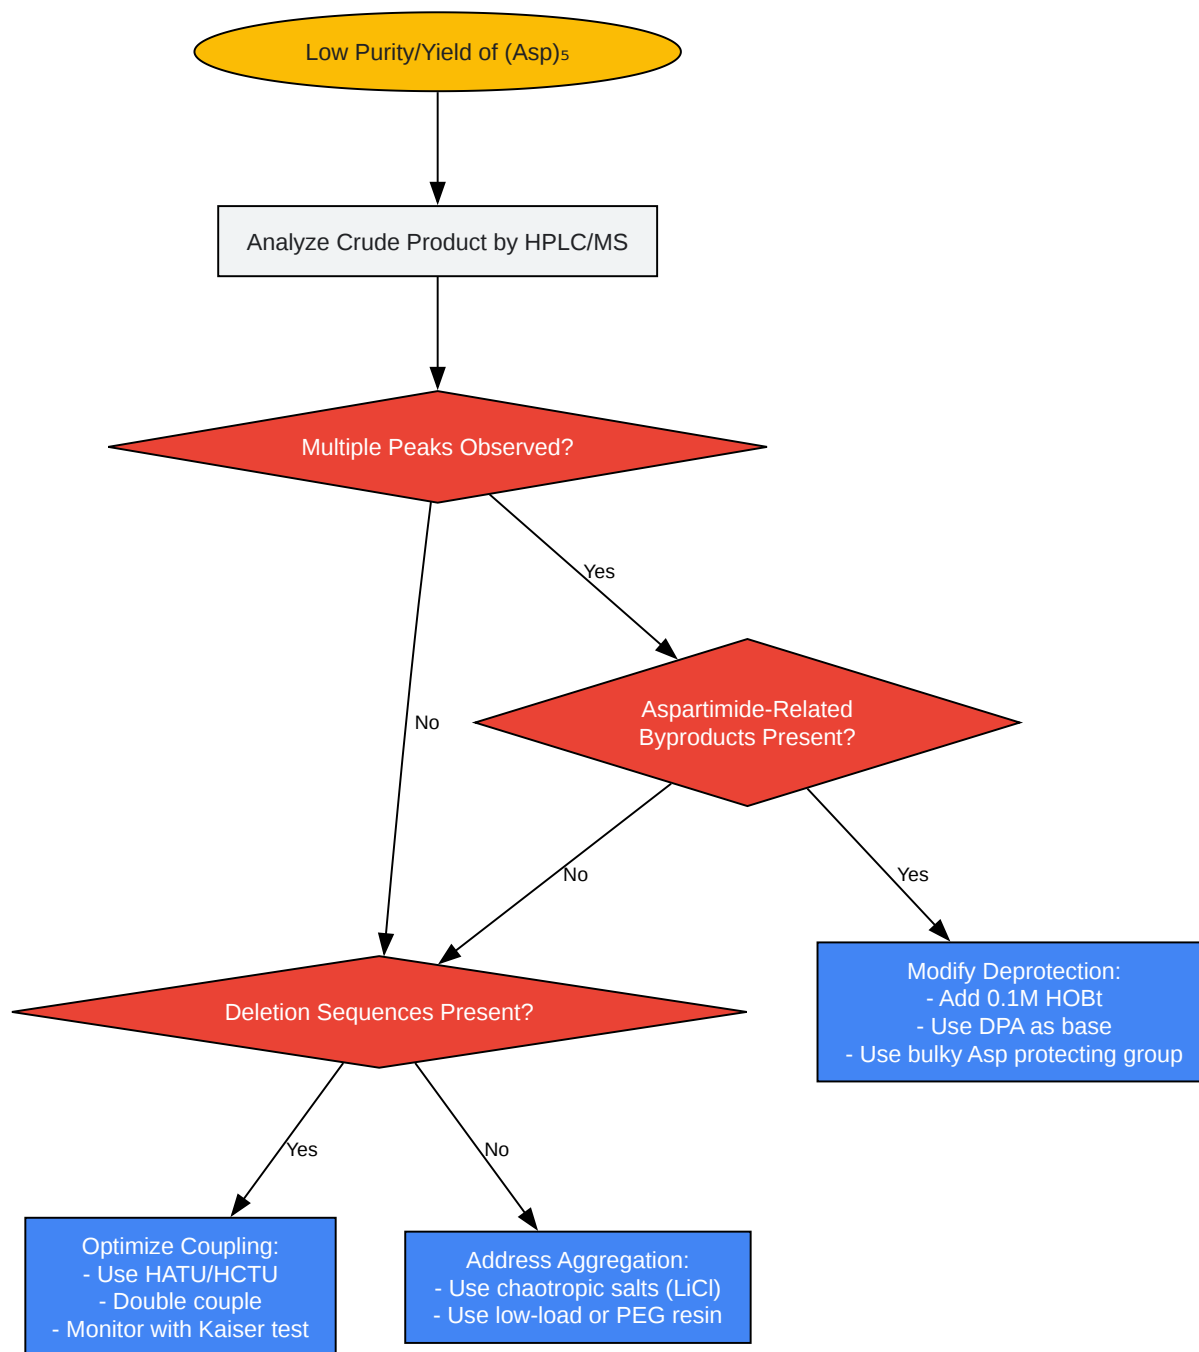 Low Purity/Yield of (Asp)₅
Analyze Crude Product by HPLC/MS
Multiple Peaks Observed?
Yes
No
Aspartimide-Related
Byproducts Present?
No
Yes
Modify Deprotection:
- Add 0.1M HOBt
- Use DPA as base
- Use bulky Asp protecting group
Deletion Sequences Present?
Yes
No
Optimize Coupling:
- Use HATU/HCTU
- Double couple
- Monitor with Kaiser test
Address Aggregation:
- Use chaotropic salts (LiCl)
- Use low-load or PEG resin